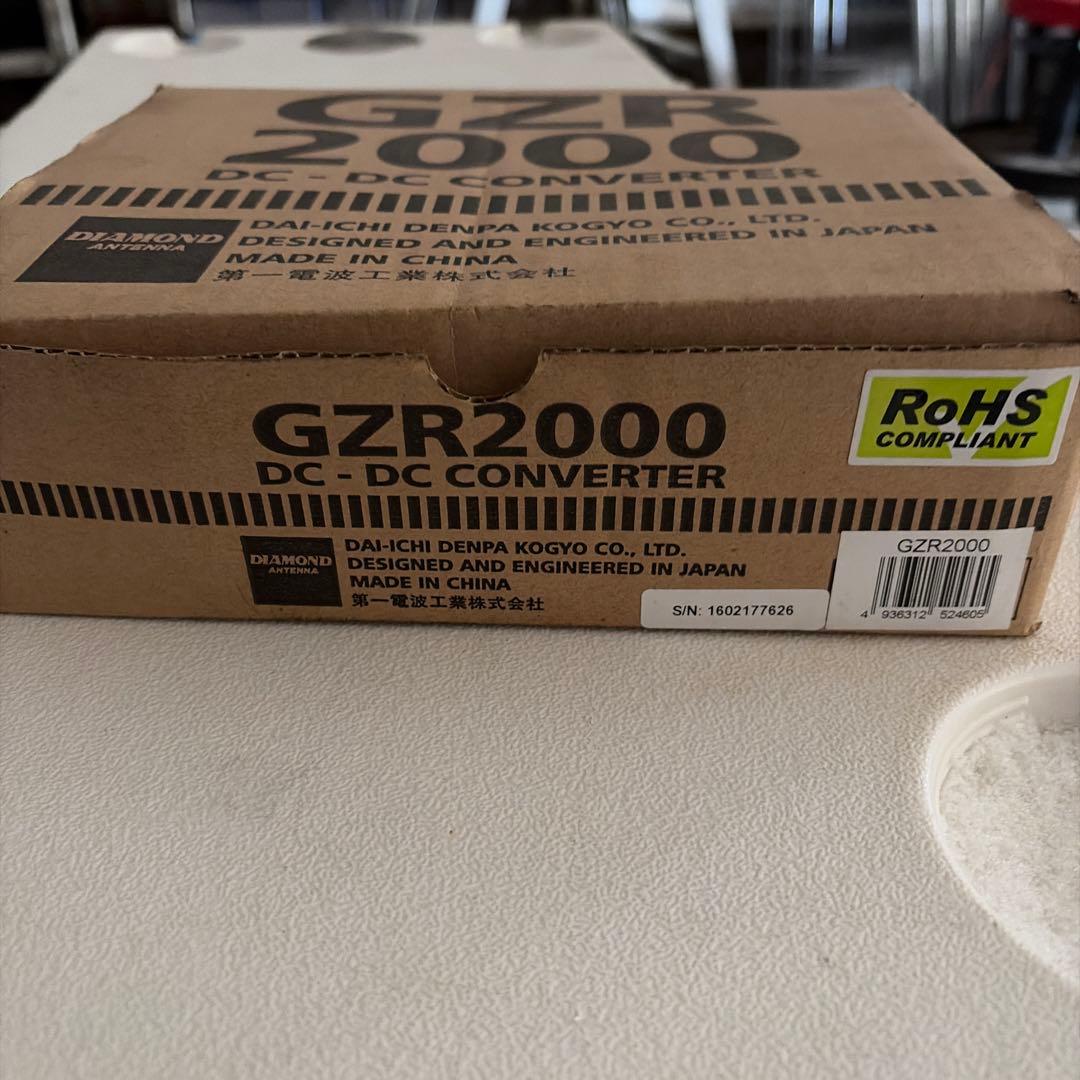 GZR
2000
DC - DC CONVERTER
DIAMOND
ANTENNA
DAI-ICHI DENPA KOGYO CO., LTD.
DESIGNED AND ENGINEERED IN JAPAN
MADE IN CHINA
第一電波工業株式会社
GZR2000
DC - DC CONVERTER
RoHS
COMPLIANT
DIAMOND
ANTENNA
DAI-ICHI DENPA KOGYO CO., LTD.
DESIGNED AND ENGINEERED IN JAPAN
MADE IN CHINA
第一電波工業株式会社
S/N: 1602177626
GZR2000
4 936312 524605